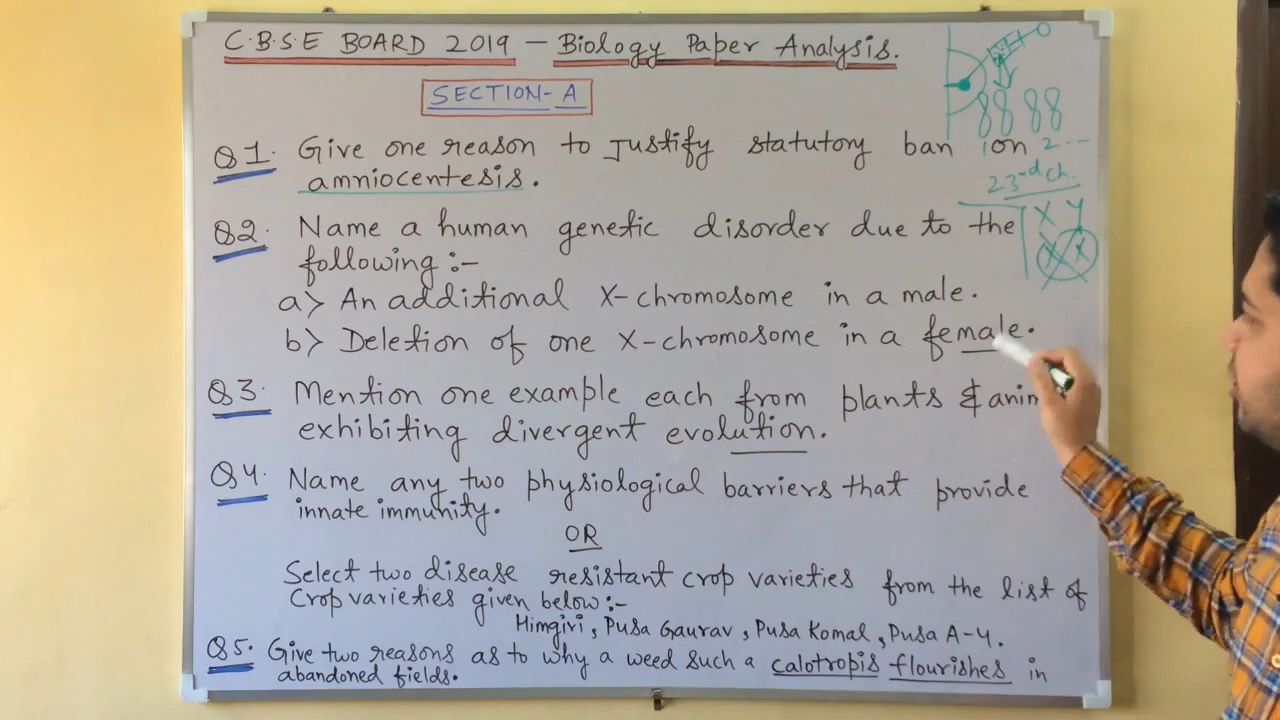 C.B.S.E BOARD 2019 - Biology Paper Analysis.
SECTION-A
Q1. Give one reason to Justify statutory ban on
amniocentesis.
1 2 ...
23rd ch.
X Y
X X
Q2. Name a human genetic disorder due to the
following :-
a> An additional X-chromosome in a male.
b> Deletion of one X-chromosome in a female.
Q3. Mention one example each from plants & anim
exhibiting divergent evolution.
Q4. Name any two physiological barriers that provide
innate immunity.
OR
Select two disease resistant crop varieties from the list of
Crop varieties given below:-
Himgiri, Pusa Gaurav, Pusa Komal, Pusa A-4.
Q5. Give two reasons as to why a weed such a calotropis flourishes in
abandoned fields.